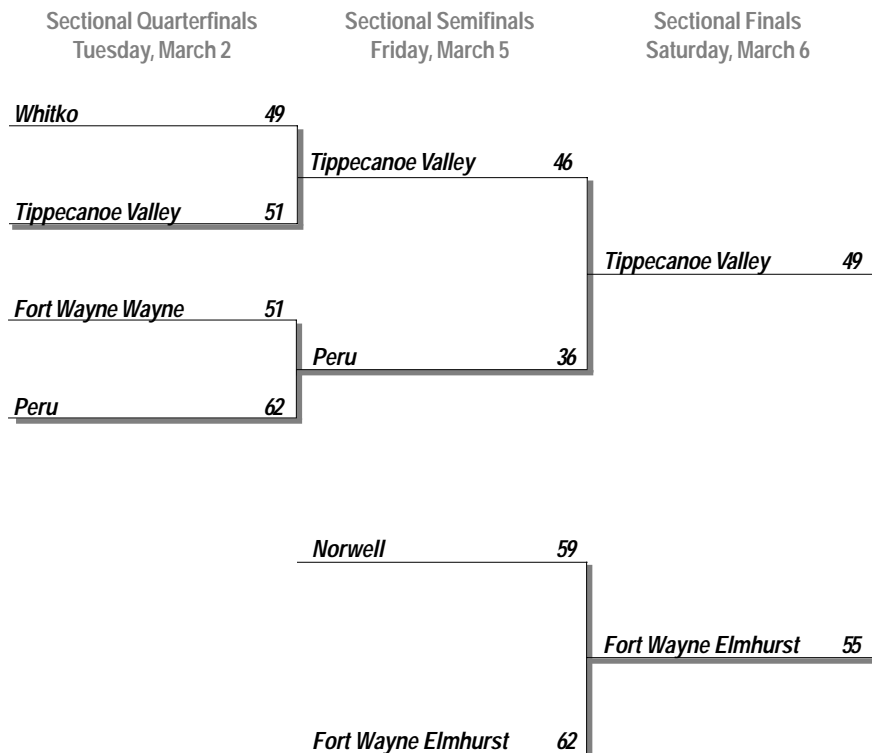 Sectional Quarterfinals
Tuesday, March 2
Sectional Semifinals
Friday, March 5
Sectional Finals
Saturday, March 6
Whitko 49
Tippecanoe Valley 46
Tippecanoe Valley 51
Tippecanoe Valley 49
Fort Wayne Wayne 51
Peru 36
Peru 62
Norwell 59
Fort Wayne Elmhurst 55
Fort Wayne Elmhurst 62